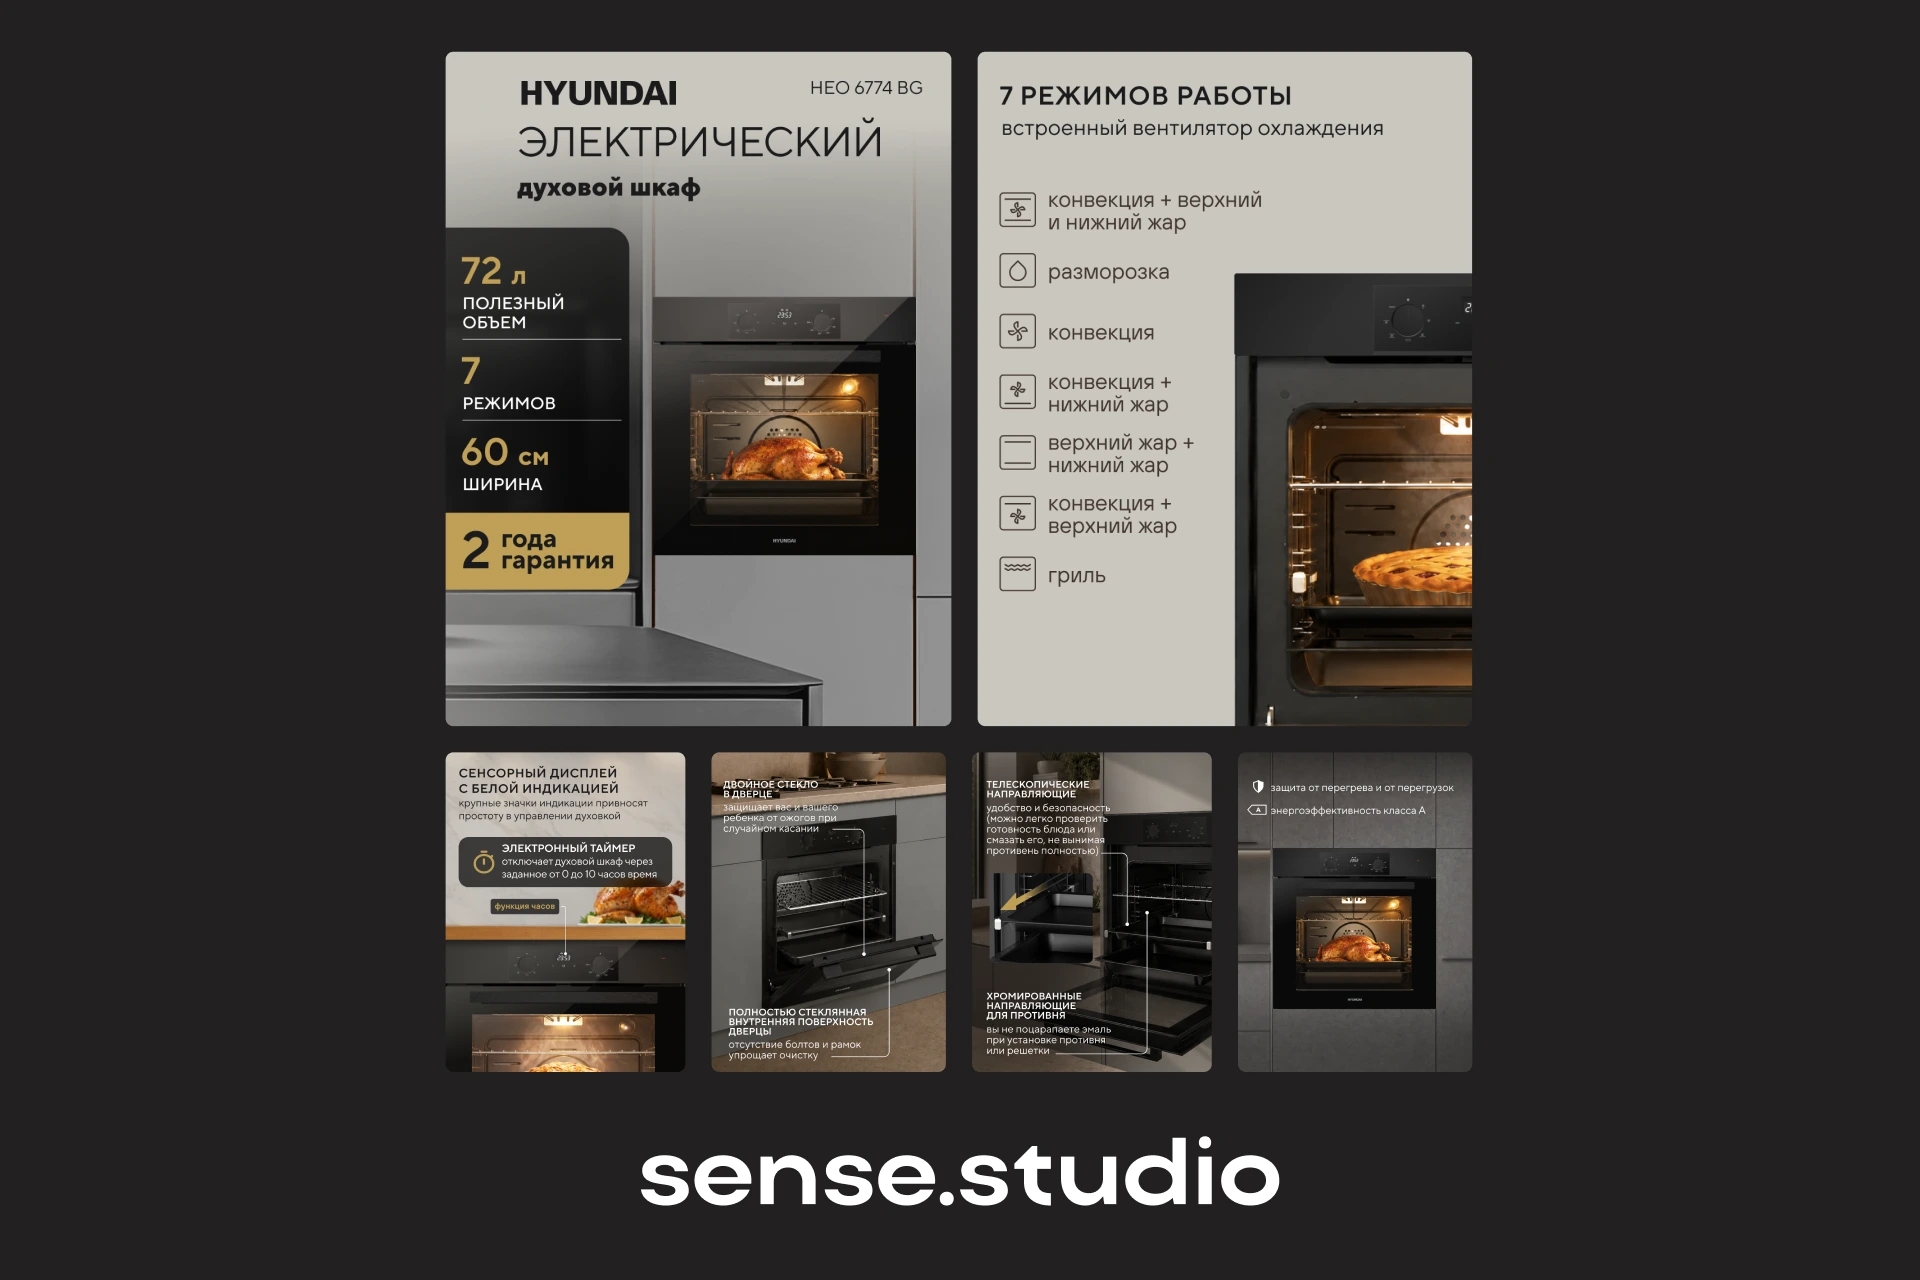 HYUNDAI
HEO 6774 BG
ЭЛЕКТРИЧЕСКИЙ
духовой шкаф
72 л
ПОЛЕЗНЫЙ
ОБЪЕМ
7
РЕЖИМОВ
60 см
ШИРИНА
2 года
гарантия
2353
HYUNDAI
7 РЕЖИМОВ РАБОТЫ
встроенный вентилятор охлаждения
конвекция + верхний
и нижний жар
разморозка
конвекция
конвекция +
нижний жар
верхний жар +
нижний жар
конвекция +
верхний жар
гриль
СЕНСОРНЫЙ ДИСПЛЕЙ
С БЕЛОЙ ИНДИКАЦИЕЙ
крупные значки индикации привносят
простоту в управлении духовкой
ЭЛЕКТРОННЫЙ ТАЙМЕР
отключает духовой шкаф через
заданное от 0 до 10 часов время
функция часов
ДВОЙНОЕ СТЕКЛО
В ДВЕРЦЕ
защищает вас и вашего
ребенка от ожогов при
случайном касании
ПОЛНОСТЬЮ СТЕКЛЯННАЯ
ВНУТРЕННЯЯ ПОВЕРХНОСТЬ
ДВЕРЦЫ
отсутствие болтов и рамок
упрощает очистку
ТЕЛЕСКОПИЧЕСКИЕ
НАПРАВЛЯЮЩИЕ
удобство и безопасность
(можно легко проверить
готовность блюда или
смазать его, не вынимая
противень полностью)
ХРОМИРОВАННЫЕ
НАПРАВЛЯЮЩИЕ
ДЛЯ ПРОТИВНЯ
вы не поцарапаете эмаль
при установке противня
или решетки
защита от перегрева и от перегрузок
A энергоэффективность класса А
HYUNDAI
sense.studio